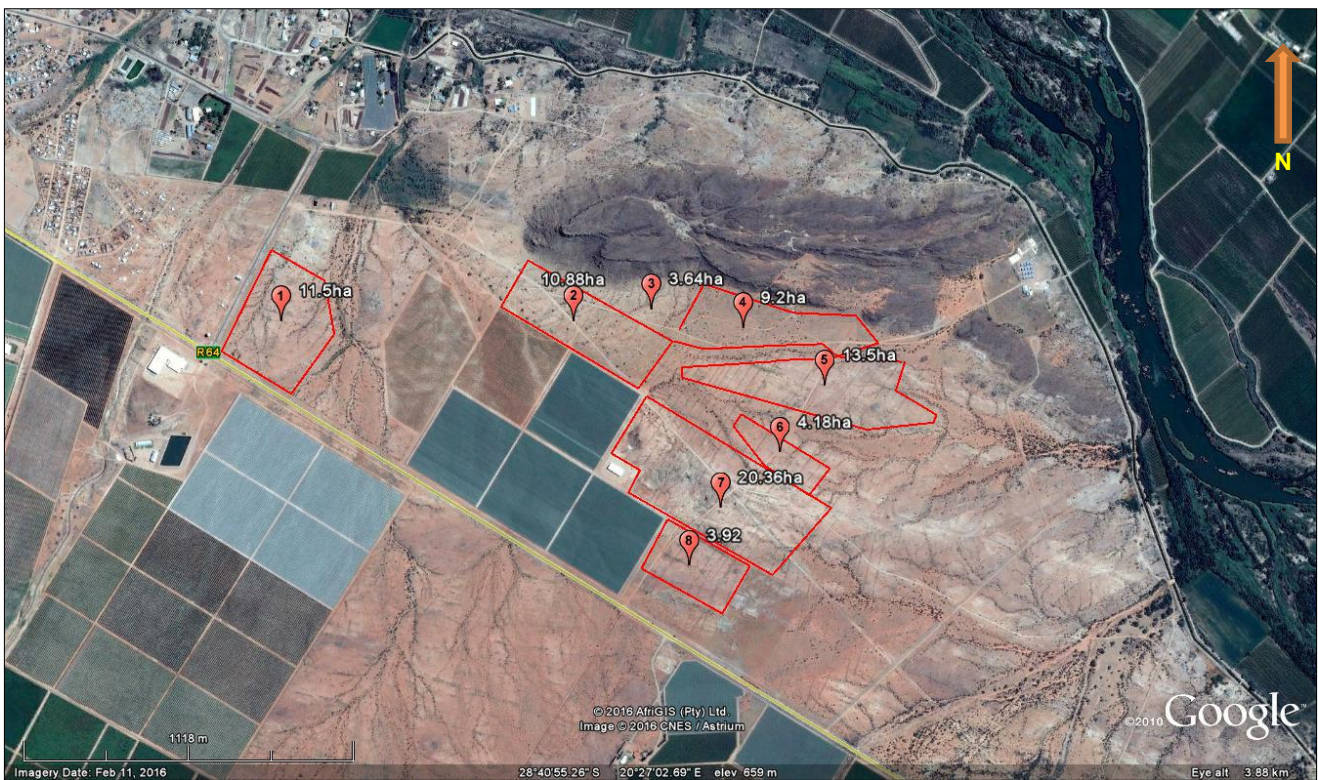 N
10.88ha
3.64ha
1
11.5ha
2
3
4
9.2ha
R64
5
13.5ha
6
4.18ha
7
20.36ha
8
3.92
© 2016 AfriGIS (Pty) Ltd.
Image © 2016 CNES / Astrium
©2010 Google™
1118 m
Imagery Date: Feb 11, 2016
28°40'55.26" S 20°27'02.69" E elev 659 m
Eye alt 3.88 km